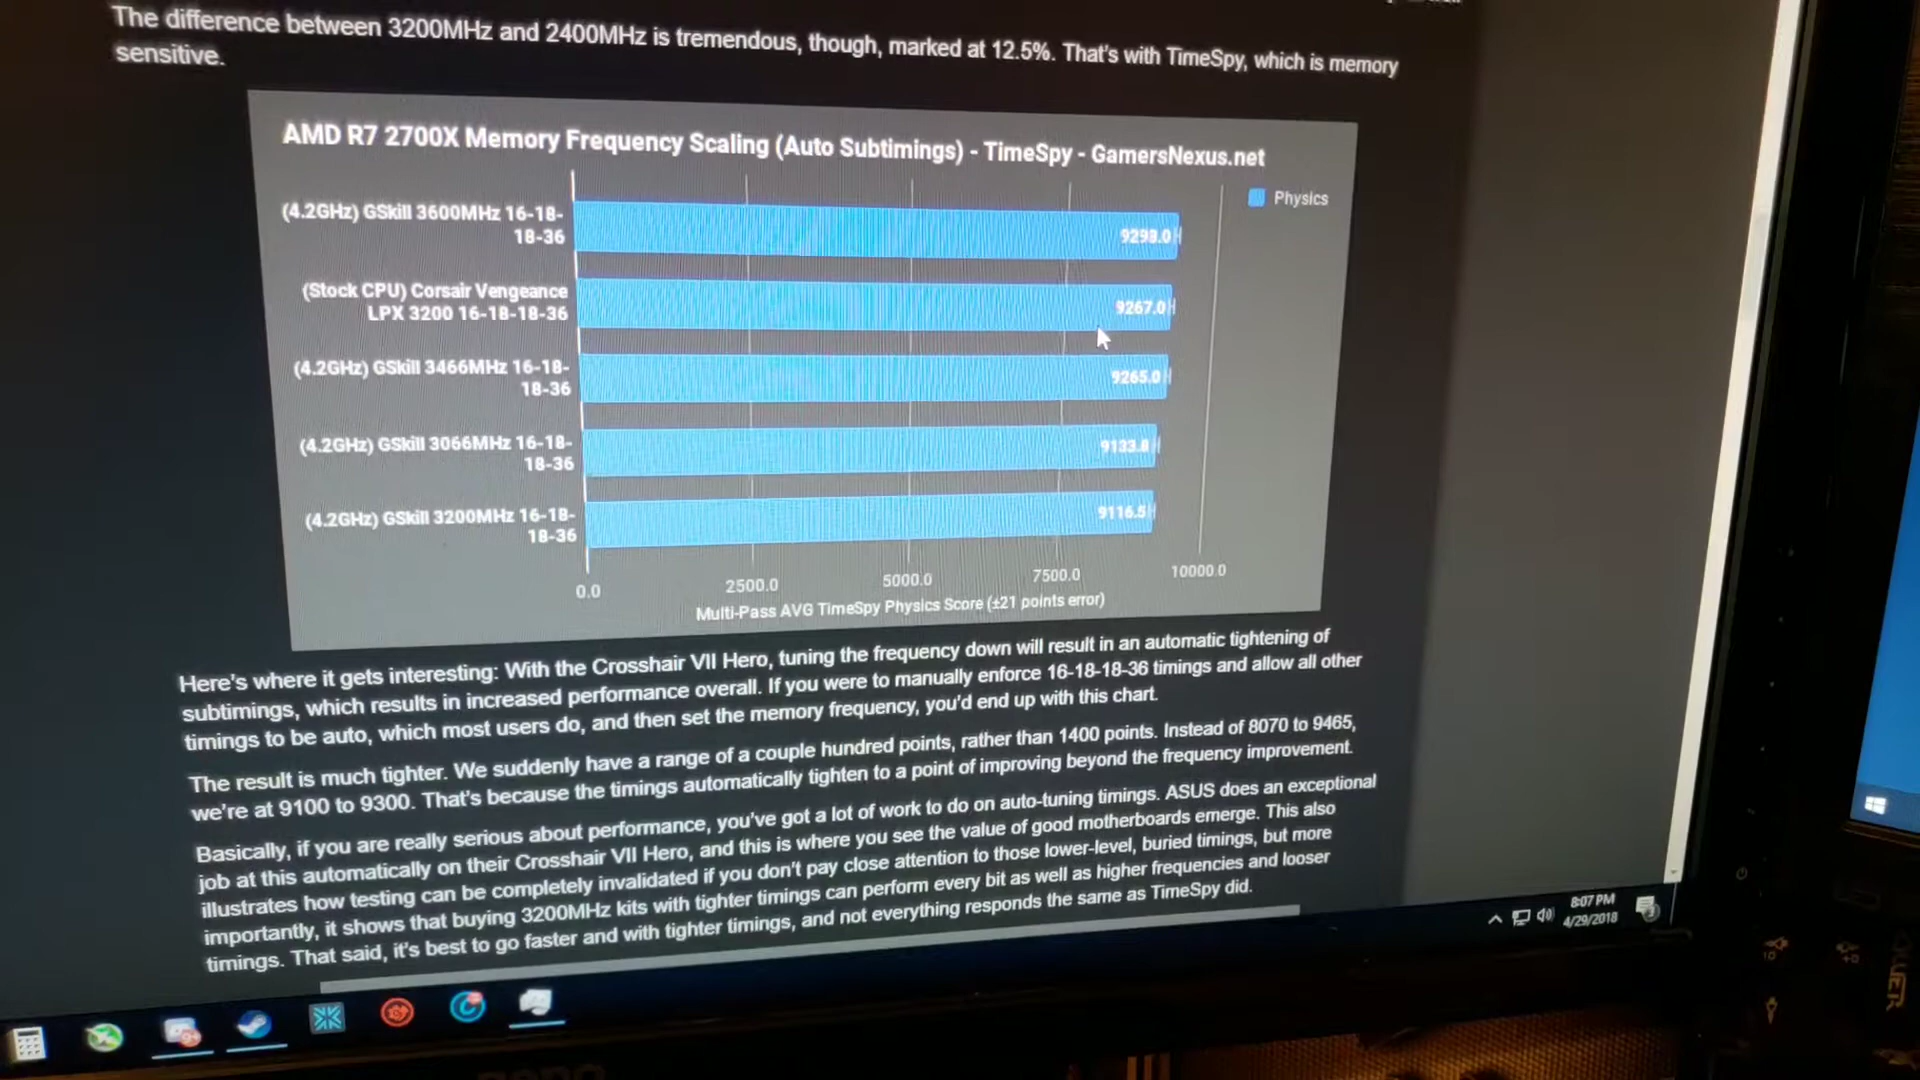 The difference between 3200MHz and 2400MHz is tremendous, though, marked at 12.5%. That's with TimeSpy, which is memory
sensitive.
AMD R7 2700X Memory Frequency Scaling (Auto Subtimings) - TimeSpy - GamersNexus.net
Physics
(4.2GHz) GSkill 3600MHz 16-18-
18-36
9293.0
(Stock CPU) Corsair Vengeance
LPX 3200 16-18-18-36
9267.0
(4.2GHz) GSkill 3466MHz 16-18-
18-36
9265.0
(4.2GHz) GSkill 3066MHz 16-18-
18-36
9133.8
(4.2GHz) GSkill 3200MHz 16-18-
18-36
9116.5
0.0
2500.0
5000.0
7500.0
10000.0
Multi-Pass AVG TimeSpy Physics Score (±21 points error)
Here's where it gets interesting: With the Crosshair VII Hero, tuning the frequency down will result in an automatic tightening of
subtimings, which results in increased performance overall. If you were to manually enforce 16-18-18-36 timings and allow all other
timings to be auto, which most users do, and then set the memory frequency, you'd end up with this chart.
The result is much tighter. We suddenly have a range of a couple hundred points, rather than 1400 points. Instead of 8070 to 9465,
we're at 9100 to 9300. That's because the timings automatically tighten to a point of improving beyond the frequency improvement.
Basically, if you are really serious about performance, you've got a lot of work to do on auto-tuning timings. ASUS does an exceptional
job at this automatically on their Crosshair VII Hero, and this is where you see the value of good motherboards emerge. This also
illustrates how testing can be completely invalidated if you don't pay close attention to those lower-level, buried timings, but more
importantly, it shows that buying 3200MHz kits with tighter timings can perform every bit as well as higher frequencies and looser
timings. That said, it's best to go faster and with tighter timings, and not everything responds the same as TimeSpy did.
8:07 PM
4/29/2018